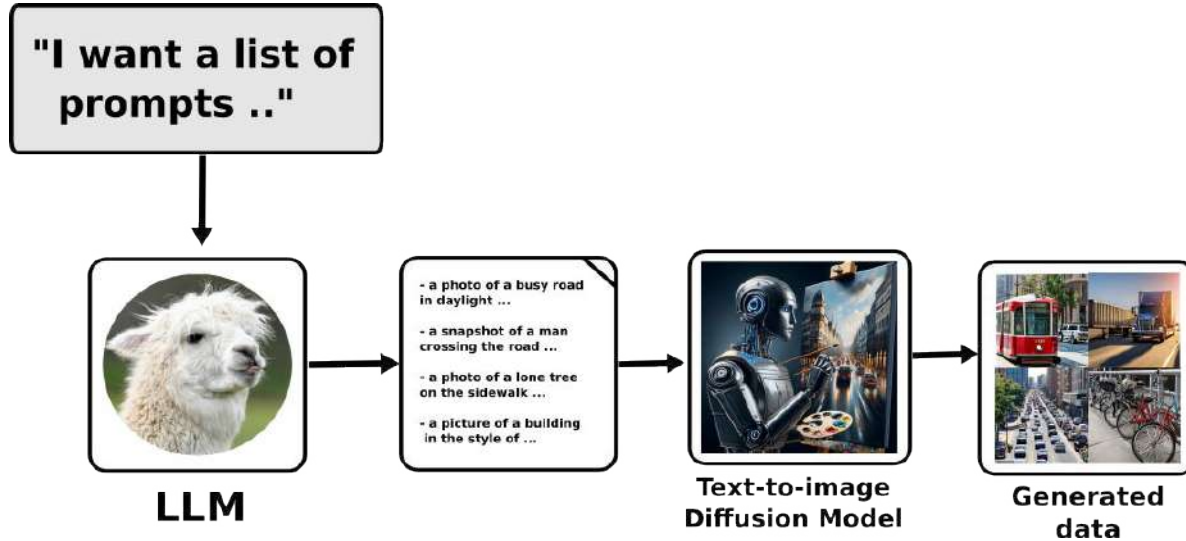 "I want a list of
prompts .."
- a photo of a busy road
in daylight ...
- a snapshot of a man
crossing the road ...
- a photo of a lone tree
on the sidewalk ...
- a picture of a building
in the style of ...
LLM
Text-to-image
Diffusion Model
Generated
data